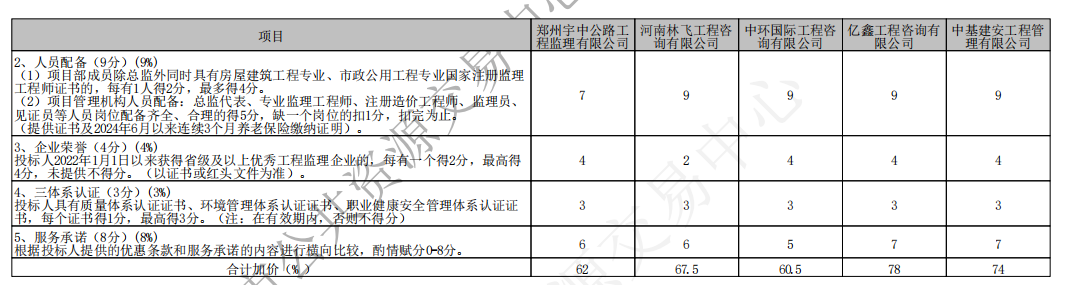 项目 郑州宇中公路工程监理有限公司 河南林飞工程咨询有限公司 中环国际工程咨询有限公司 亿鑫工程咨询有限公司 中基建安工程管理有限公司
2、人员配备（9分）(9%)
（1）项目部成员除总监外同时具有房屋建筑工程专业、市政公用工程专业国家注册监理
工程师证书的，每有1人得2分，最多得4分。
（2）项目管理机构人员配备：总监代表、专业监理工程师、注册造价工程师、监理员、
见证员等人员岗位配备齐全、合理的得5分，缺一个岗位的扣1分，扣完为止。
（提供证书及2024年6月以来连续3个月养老保险缴纳证明）。
7 9 9 9 9
3、企业荣誉（4分）(4%)
投标人2022年1月1日以来获得省级及以上优秀工程监理企业的，每有一个得2分，最高得
4分，未提供不得分。（以证书或红头文件为准）。
4 2 4 4 4
4、三体系认证（3分）(3%)
投标人具有质量体系认证证书、环境管理体系认证证书、职业健康安全管理体系认证证
书，每个证书得1分，最高得3分。（注：在有效期内，否则不得分）
3 3 3 3 3
5、服务承诺（8分）(8%)
根据投标人提供的优惠条款和服务承诺的内容进行横向比较，酌情赋分0-8分。
6 6 5 7 7
合计加价（%） 62 67.5 60.5 78 74
公共资源交易中心
资源交易中心